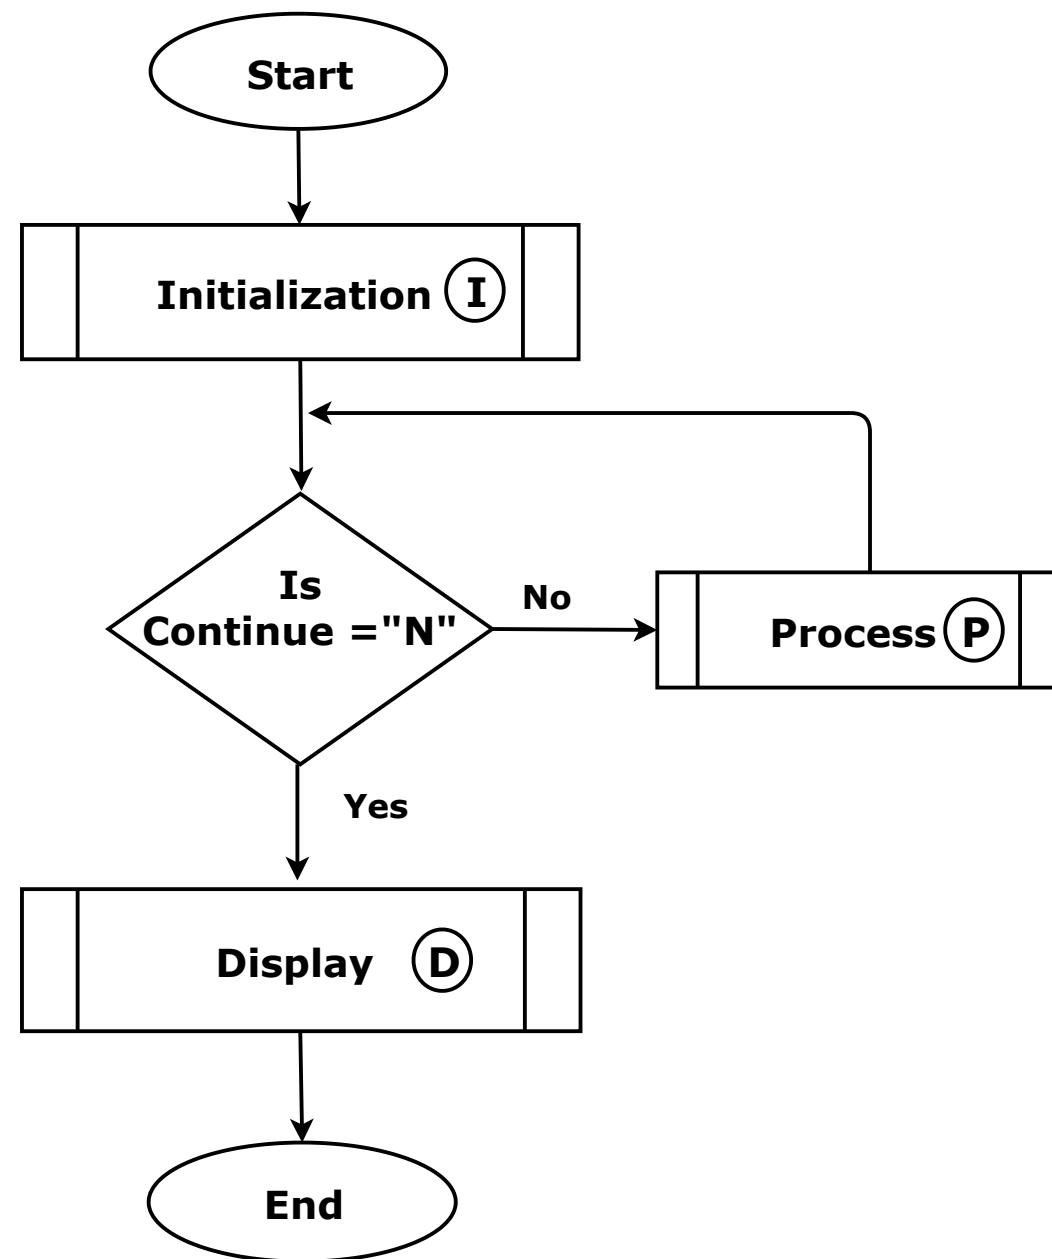 Start
Initialization I
Is
Continue ="N"
No
Process P
Yes
Display D
End